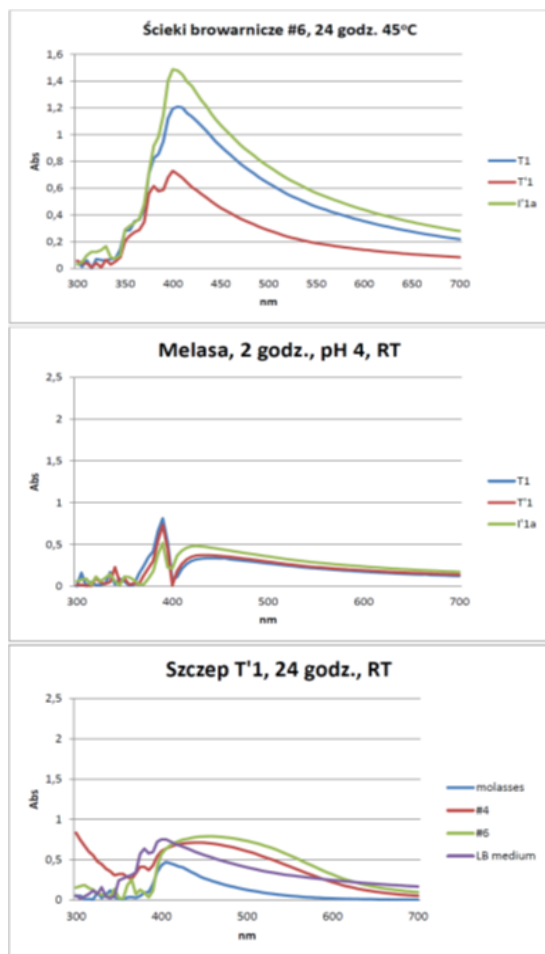 Ścieki browarnicze #6, 24 godz. 45°C
1,6
1,4
1,2
1
0,8
0,6
0,4
0,2
0
Abs
300 350 400 450 500 550 600 650 700
nm
T1
T'1
I'1a
Melasa, 2 godz., pH 4, RT
2,5
2
1,5
1
0,5
0
Abs
300 400 500 600 700
nm
T1
T'1
I'1a
Szczep T'1, 24 godz., RT
2,5
2
1,5
1
0,5
0
Abs
300 400 500 600 700
nm
molasses
#4
#6
LB medium